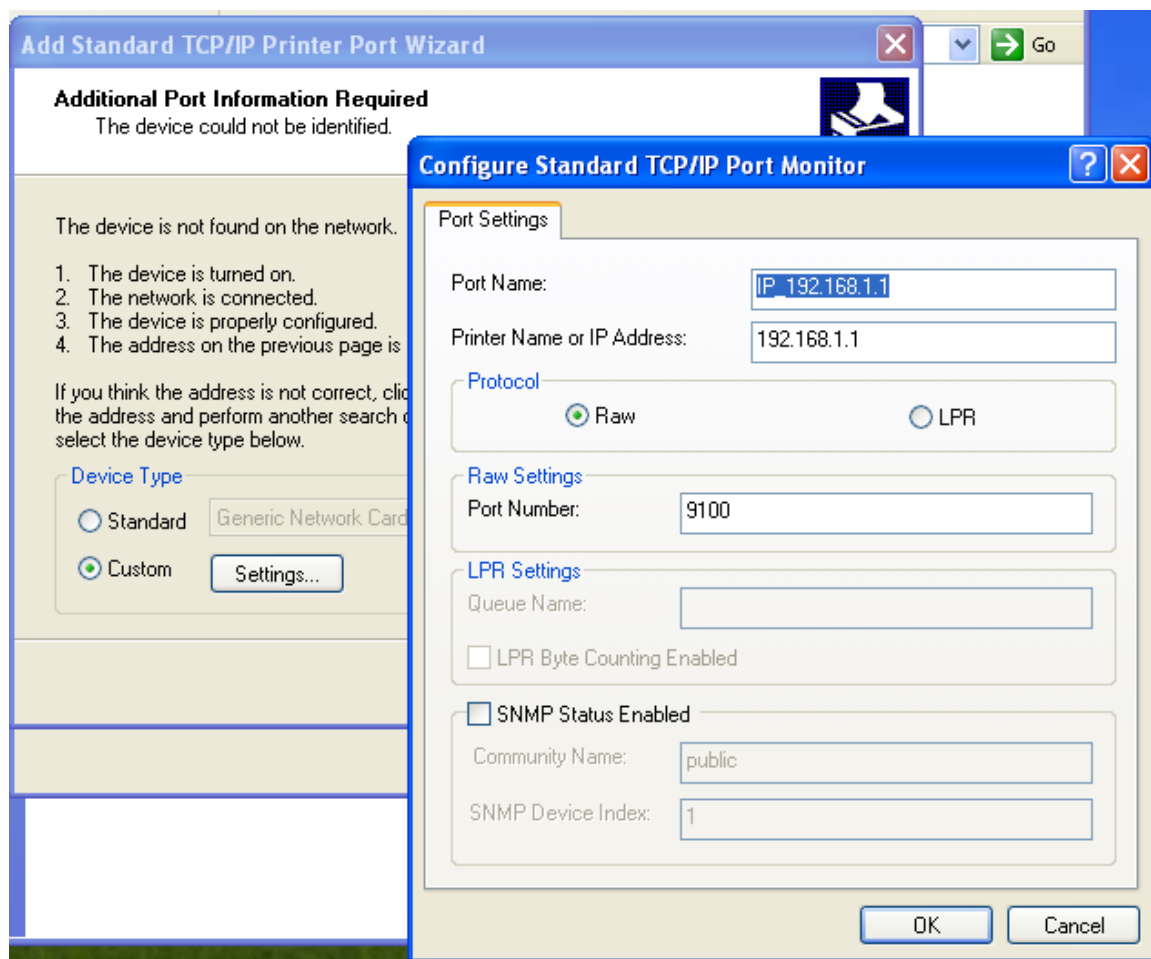 Add Standard TCP/IP Printer Port Wizard
Go
Additional Port Information Required
The device could not be identified.
The device is not found on the network.
1. The device is turned on.
2. The network is connected.
3. The device is properly configured.
4. The address on the previous page is
If you think the address is not correct,
the address and perform another search
select the device type below.
Device Type
Standard
Generic Network Card
Custom
Settings...
Configure Standard TCP/IP Port Monitor
Port Settings
Port Name:
IP_192.168.1.1
Printer Name or IP Address:
192.168.1.1
Protocol
Raw
LPR
Raw Settings
Port Number:
9100
LPR Settings
Queue Name:
LPR Byte Counting Enabled
SNMP Status Enabled
Community Name:
public
SNMP Device Index:
1
OK
Cancel